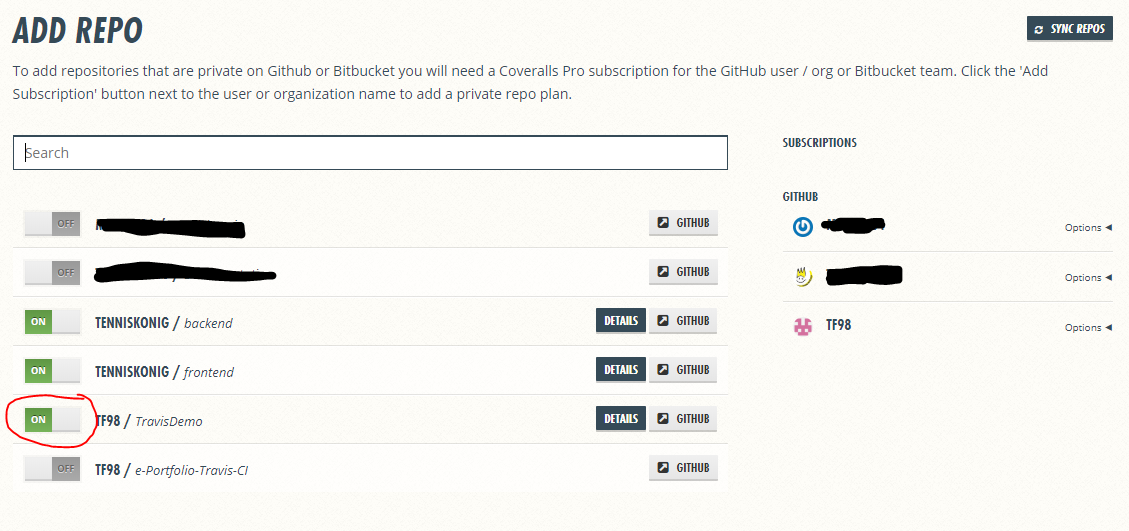 ADD REPO
SYNC REPOS
To add repositories that are private on Github or Bitbucket you will need a Coveralls Pro subscription for the GitHub user / org or Bitbucket team. Click the 'Add
Subscription' button next to the user or organization name to add a private repo plan.
Search
SUBSCRIPTIONS
GITHUB
OFF GITHUB
Options
OFF GITHUB
Options
ON TENNISKONIG / backend DETAILS GITHUB
TF98 Options
ON TENNISKONIG / frontend DETAILS GITHUB
ON TF98 / TravisDemo DETAILS GITHUB
OFF TF98 / e-Portfolio-Travis-CI GITHUB